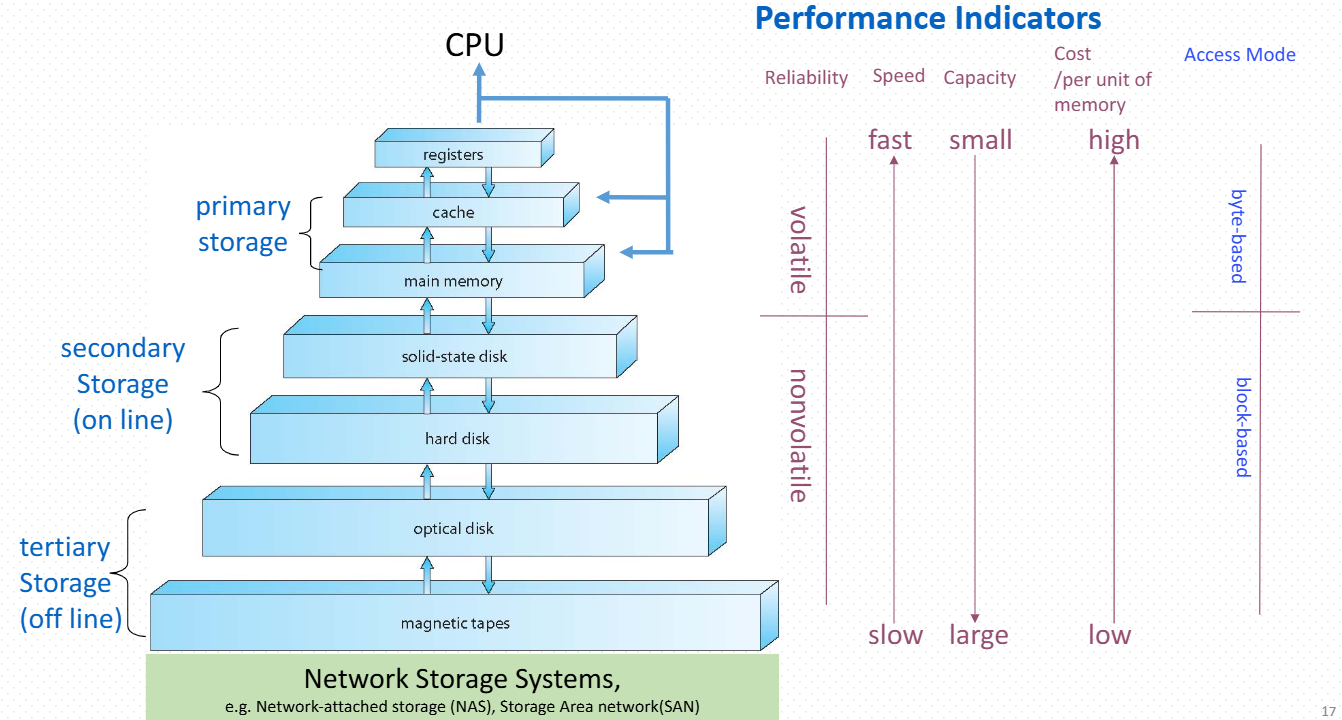 Performance Indicators
CPU
Reliability
Speed
Capacity
Cost
/per unit of
memory
Access Mode
fast
small
high
registers
cache
main memory
primary
storage
volatile
byte-based
solid-state disk
hard disk
secondary
Storage
(on line)
nonvolatile
block-based
optical disk
magnetic tapes
tertiary
Storage
(off line)
slow
large
low
Network Storage Systems,
e.g. Network-attached storage (NAS), Storage Area network(SAN)
17